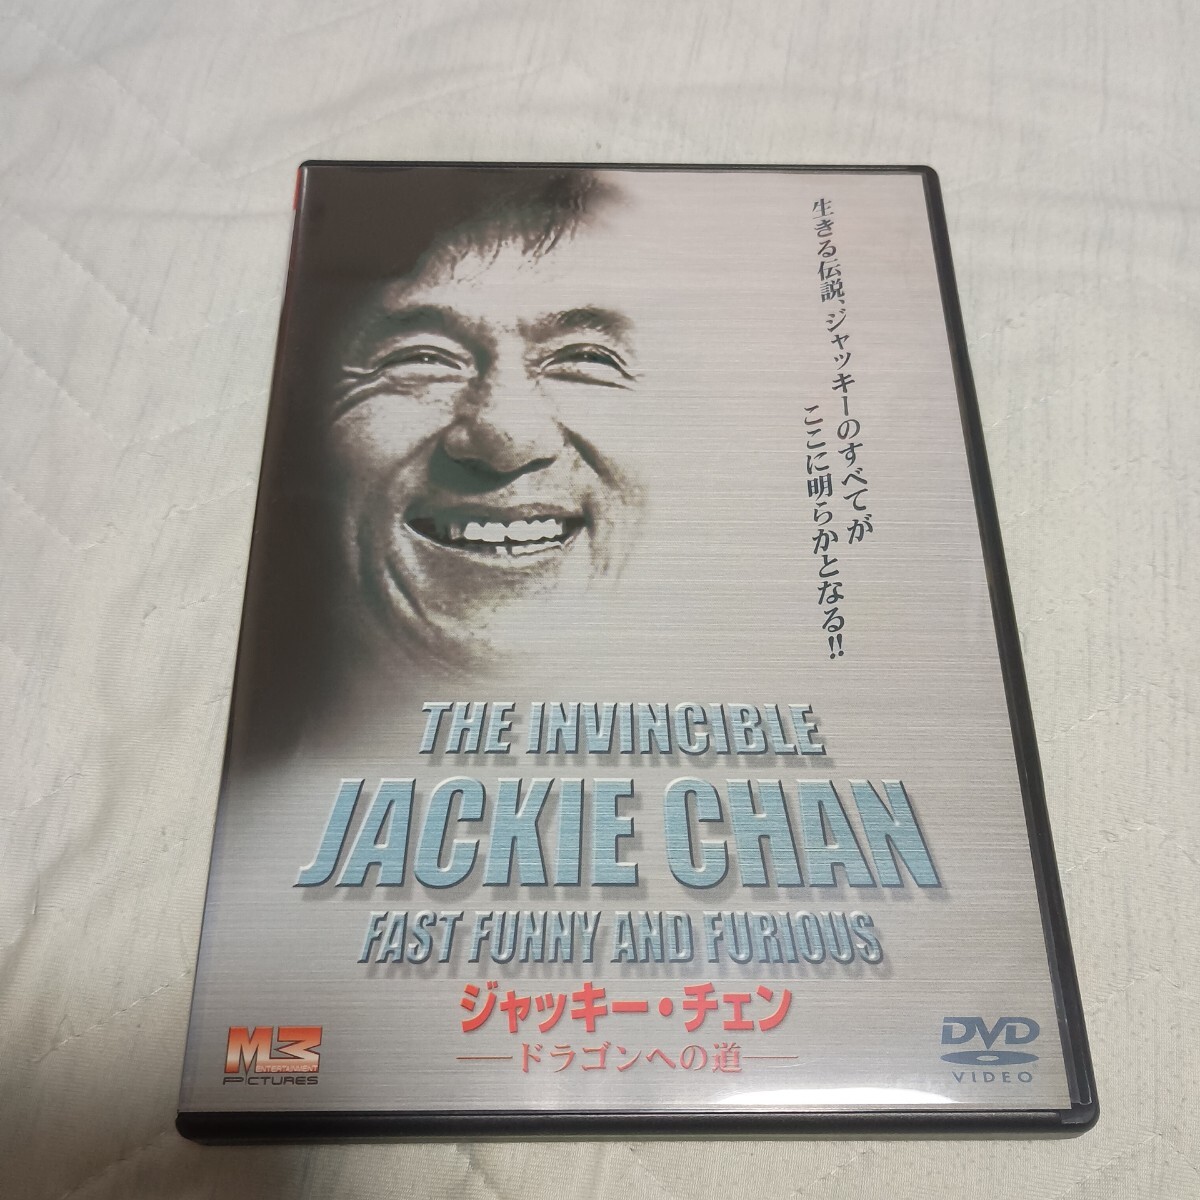 生きる伝説、ジャッキーのすべてが
ここに明らかとなる!!
THE INVINCIBLE
JACKIE CHAN
FAST FUNNY AND FURIOUS
ジャッキー・チェン
ードラゴンへの道ー
M3
ENTERTAINMENT
PICTURES
DVD
VIDEO